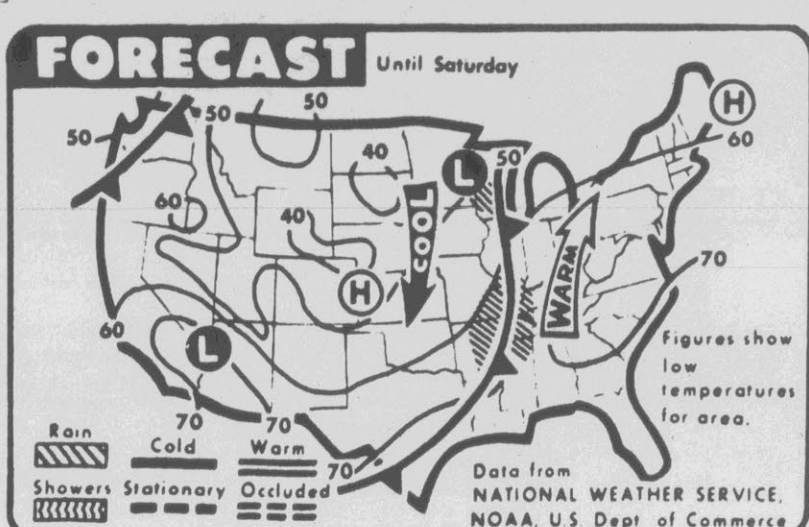 FORECAST Until Saturday
50 50 50
40 50 H
L 60
60 40 COOL WARM
H 70
60 L
Figures show
low
temperatures
for area.
70 70 70
Rain Cold Warm
Showers Stationary Occluded
Data from
NATIONAL WEATHER SERVICE,
NOAA, U.S. Dept. of Commerce